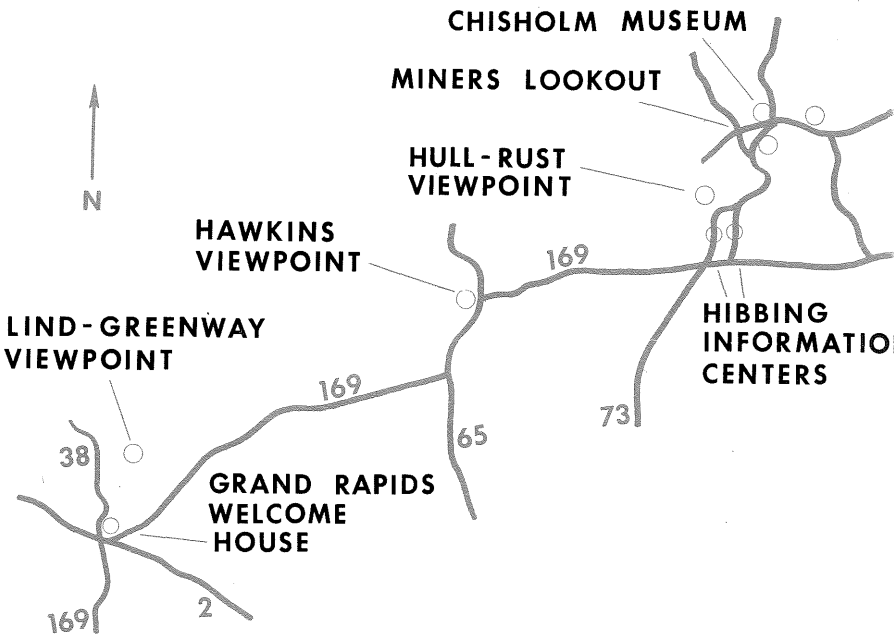 CHISHOLM MUSEUM
MINERS LOOKOUT
HULL-RUST
VIEWPOINT
N
HAWKINS
VIEWPOINT
169
LIND-GREENWAY
VIEWPOINT
HIBBING
INFORMATIO
CENTERS
169
73
65
38
GRAND RAPIDS
WELCOME
HOUSE
2
169